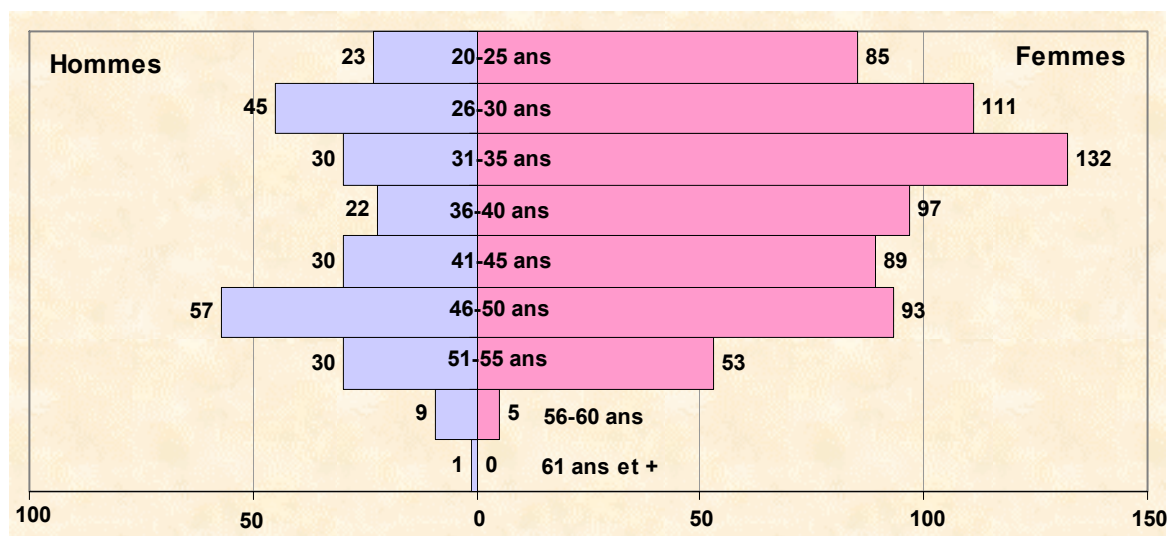 Hommes
Femmes
23 20-25 ans 85
45 26-30 ans 111
30 31-35 ans 132
22 36-40 ans 97
30 41-45 ans 89
57 46-50 ans 93
30 51-55 ans 53
9 5 56-60 ans
1 0 61 ans et +
100 50 0 50 100 150